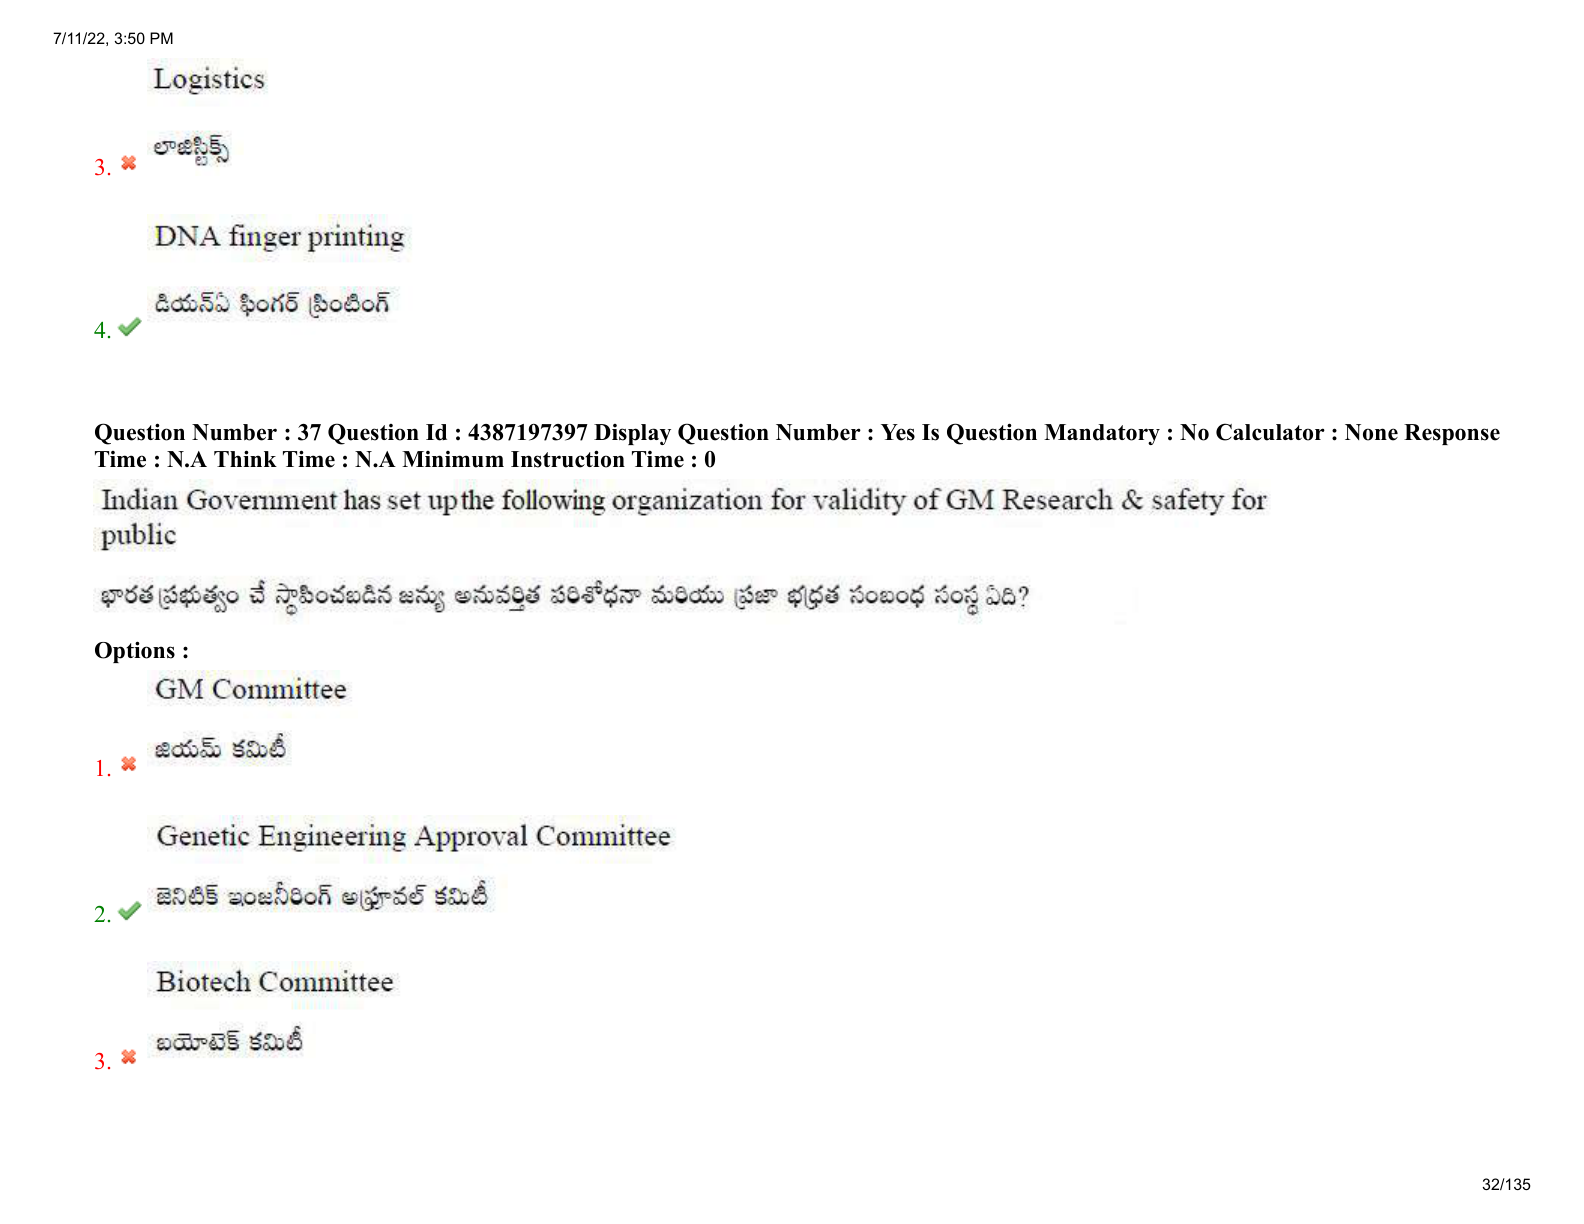 7/11/22, 3:50 PM
Logistics
లాజిస్టిక్స్
3.
DNA finger printing
డియన్ఏ ఫింగర్ ప్రింటింగ్
4.
Question Number : 37 Question Id : 4387197397 Display Question Number : Yes Is Question Mandatory : No Calculator : None Response
Time : N.A Think Time : N.A Minimum Instruction Time : 0
Indian Government has set up the following organization for validity of GM Research & safety for
public
భారత ప్రభుత్వం చే స్థాపించబడిన జన్యు అనువర్తిత పరిశోధనా మరియు ప్రజా భధ్రత సంబంధ సంస్థ ఏది?
Options :
GM Committee
జియమ్ కమిటీ
1.
Genetic Engineering Approval Committee
జెనిటిక్ ఇంజనీరింగ్ అఫ్రూవల్ కమిటీ
2.
Biotech Committee
బయోటెక్ కమిటీ
3.
32/135